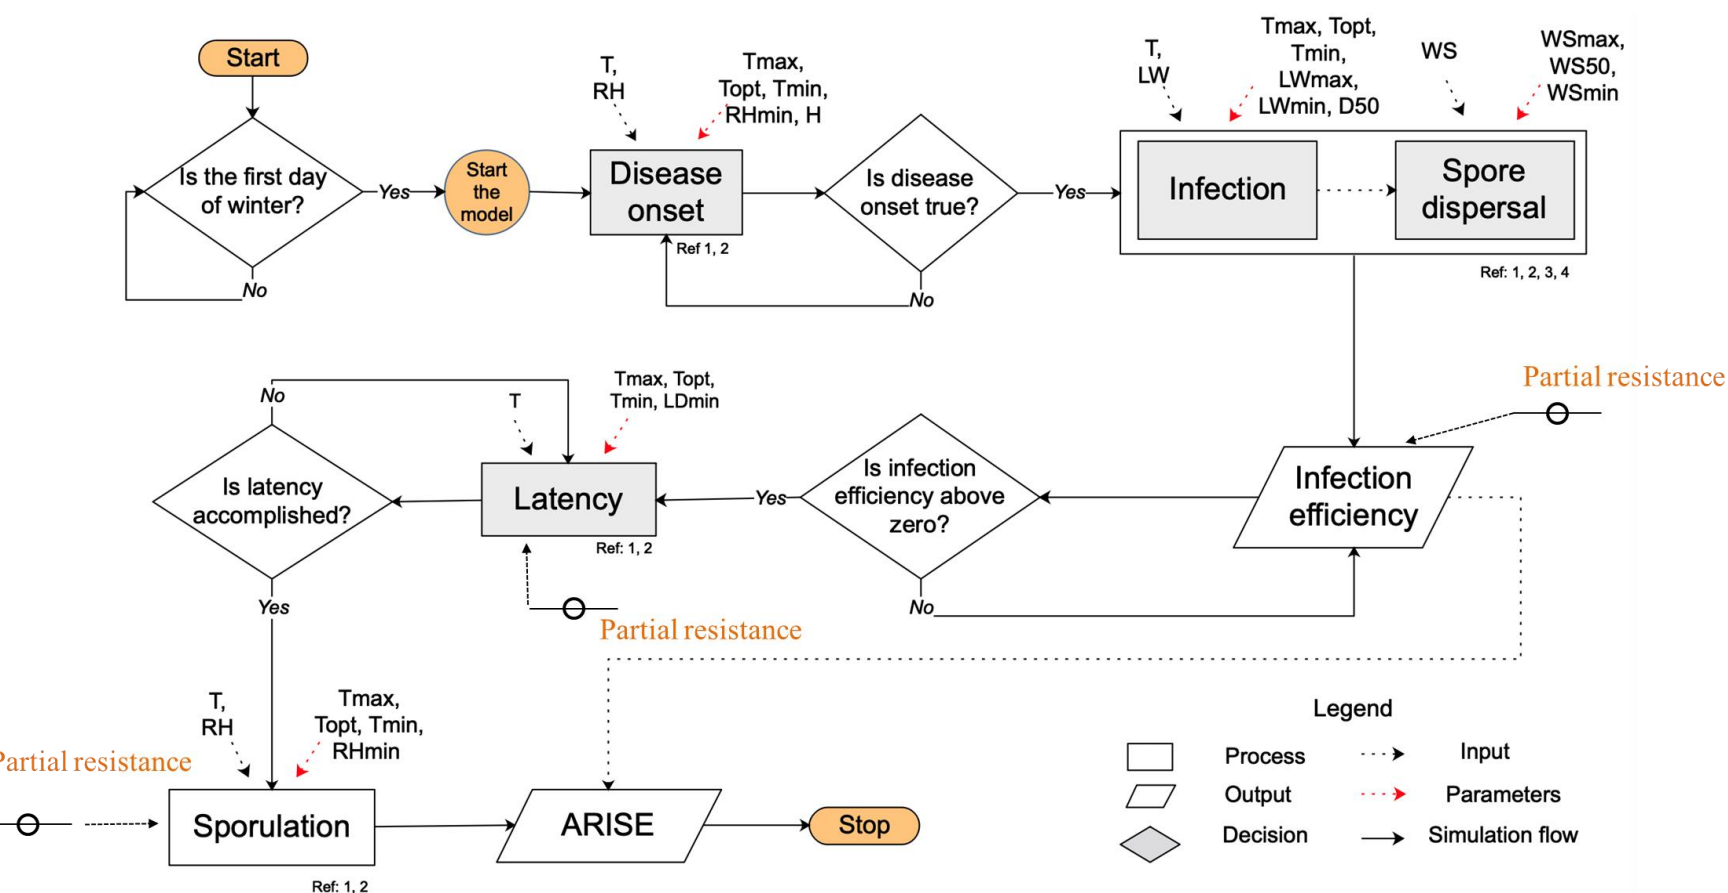 Start
Is the first day
of winter?
Yes
No
Start
the
model
T,
RH
Tmax,
Topt, Tmin,
RHmin, H
Disease
onset
Ref 1, 2
Is disease
onset true?
Yes
No
T,
LW
Tmax, Topt,
Tmin,
LWmax,
LWmin, D50
WS
WSmax,
WS50,
WSmin
Infection
Spore
dispersal
Ref: 1, 2, 3, 4
Partial resistance
Infection
efficiency
Is infection
efficiency above
zero?
Yes
No
T
Tmax, Topt,
Tmin, LDmin
Latency
Ref: 1, 2
Partial resistance
No
Is latency
accomplished?
Yes
T,
RH
Tmax,
Topt, Tmin,
RHmin
Partial resistance
Sporulation
Ref: 1, 2
ARISE
Stop
Legend
Process
Input
Output
Parameters
Decision
Simulation flow